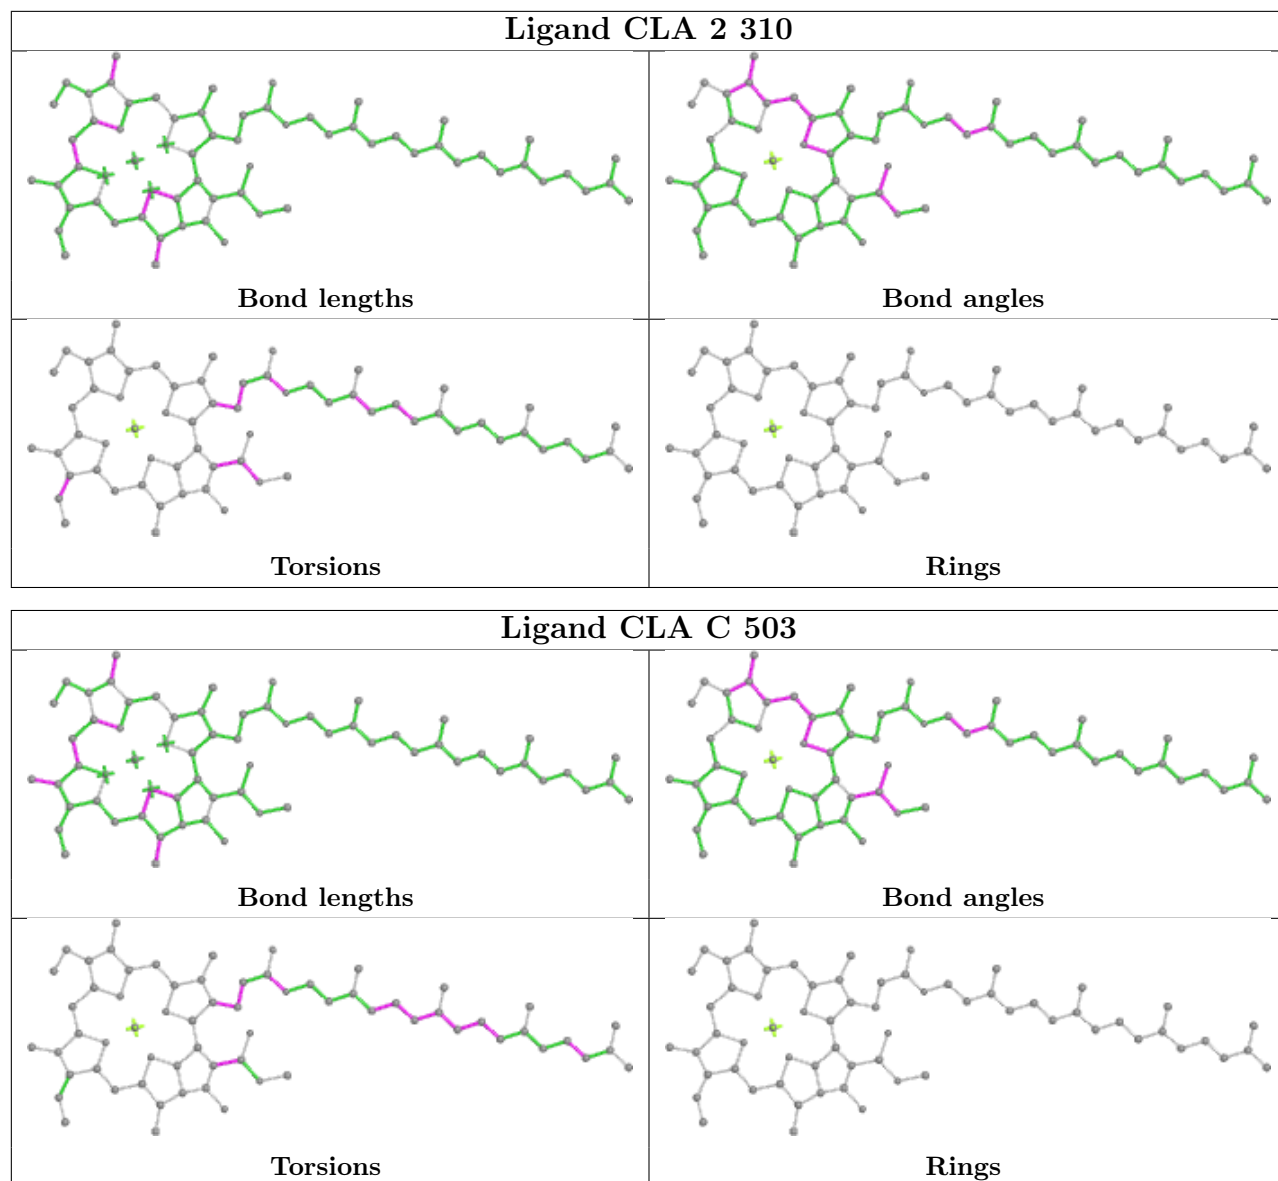 Ligand CLA 2 310
Bond lengths
Bond angles
Torsions
Rings
Ligand CLA C 503
Bond lengths
Bond angles
Torsions
Rings